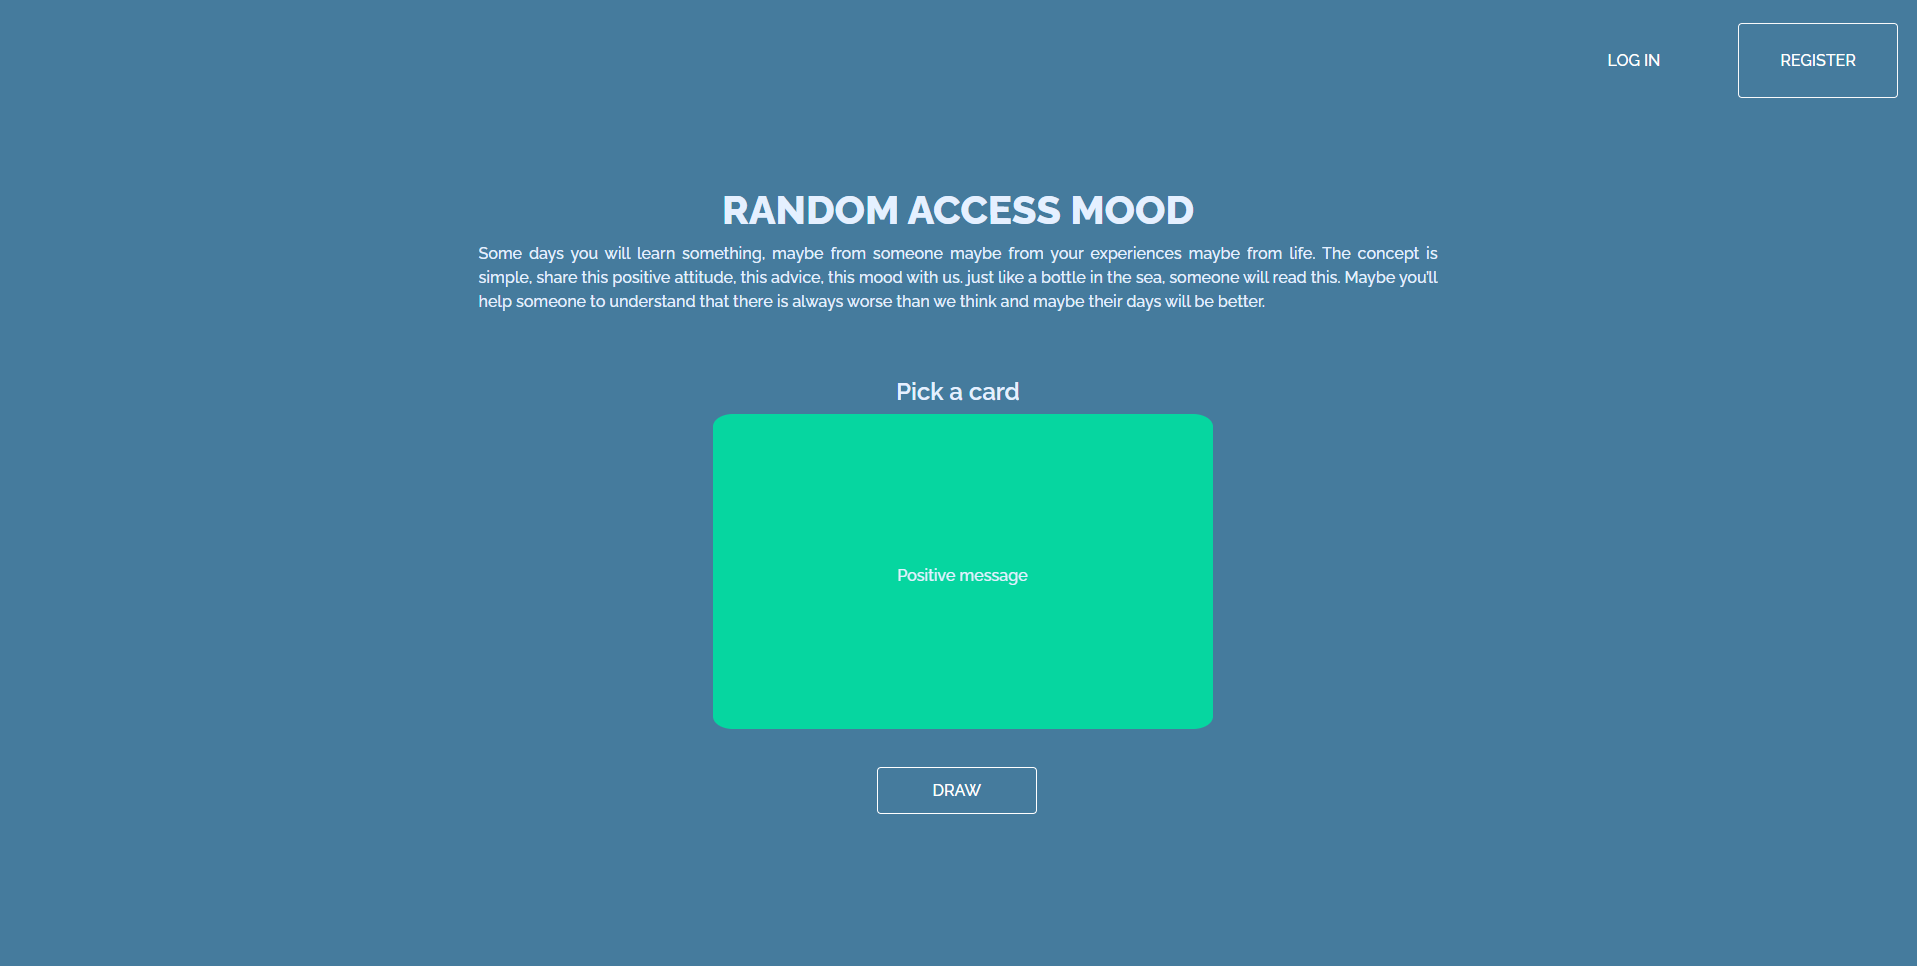 LOG IN
REGISTER
RANDOM ACCESS MOOD
Some days you will learn something, maybe from someone maybe from your experiences maybe from life. The concept is
simple, share this positive attitude, this advice, this mood with us. just like a bottle in the sea, someone will read this. Maybe you'll
help someone to understand that there is always worse than we think and maybe their days will be better.
Pick a card
Positive message
DRAW